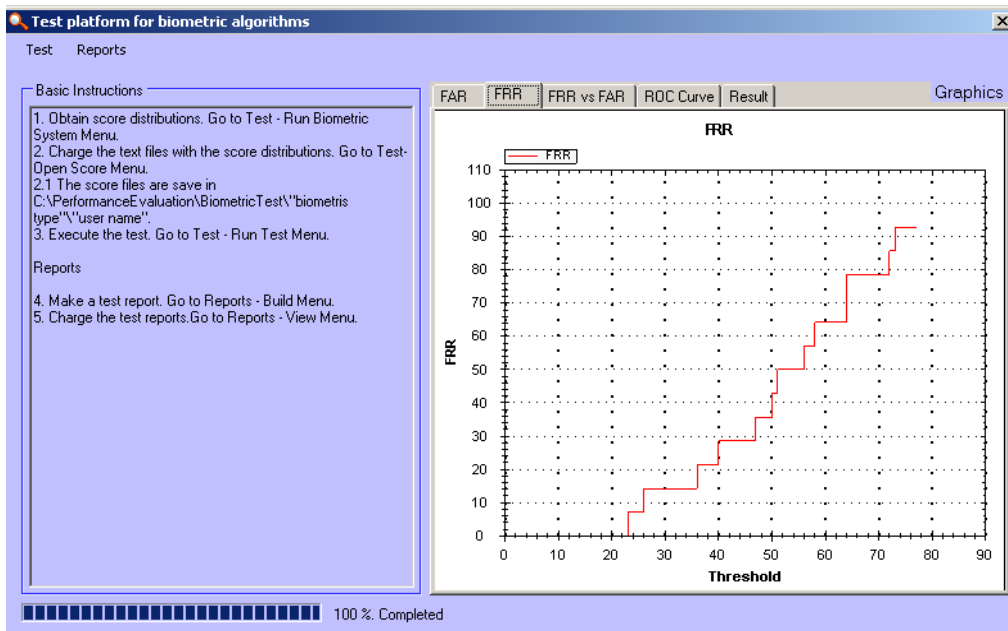 Test platform for biometric algorithms
Test Reports
Basic Instructions
1. Obtain score distributions. Go to Test - Run Biometric
System Menu.
2. Charge the text files with the score distributions. Go to Test-
Open Score Menu.
2.1 The score files are save in
C:\PerformanceEvaluation\BiometricTest\"biometris
type"\"user name".
3. Execute the test. Go to Test - Run Test Menu.
Reports
4. Make a test report. Go to Reports - Build Menu.
5. Charge the test reports.Go to Reports - View Menu.
FAR FRR FRR vs FAR ROC Curve Result Graphics
FRR
FRR
110
100
90
80
70
60
50
40
30
20
10
0
FRR
0 10 20 30 40 50 60 70 80 90
Threshold
100 %. Completed